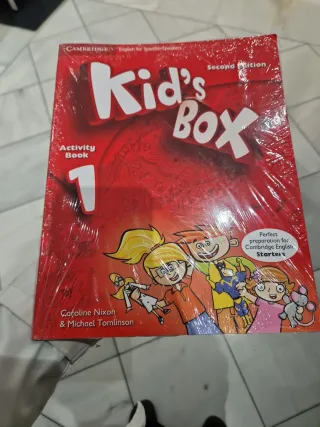 CAMBRIDGE
English for Spanish Speakers
Second Edition
Kid's
BOX
Activity
Book
1
Perfect
preparation for
Cambridge English
Starters
Caroline Nixon
& Michael Tomlinson